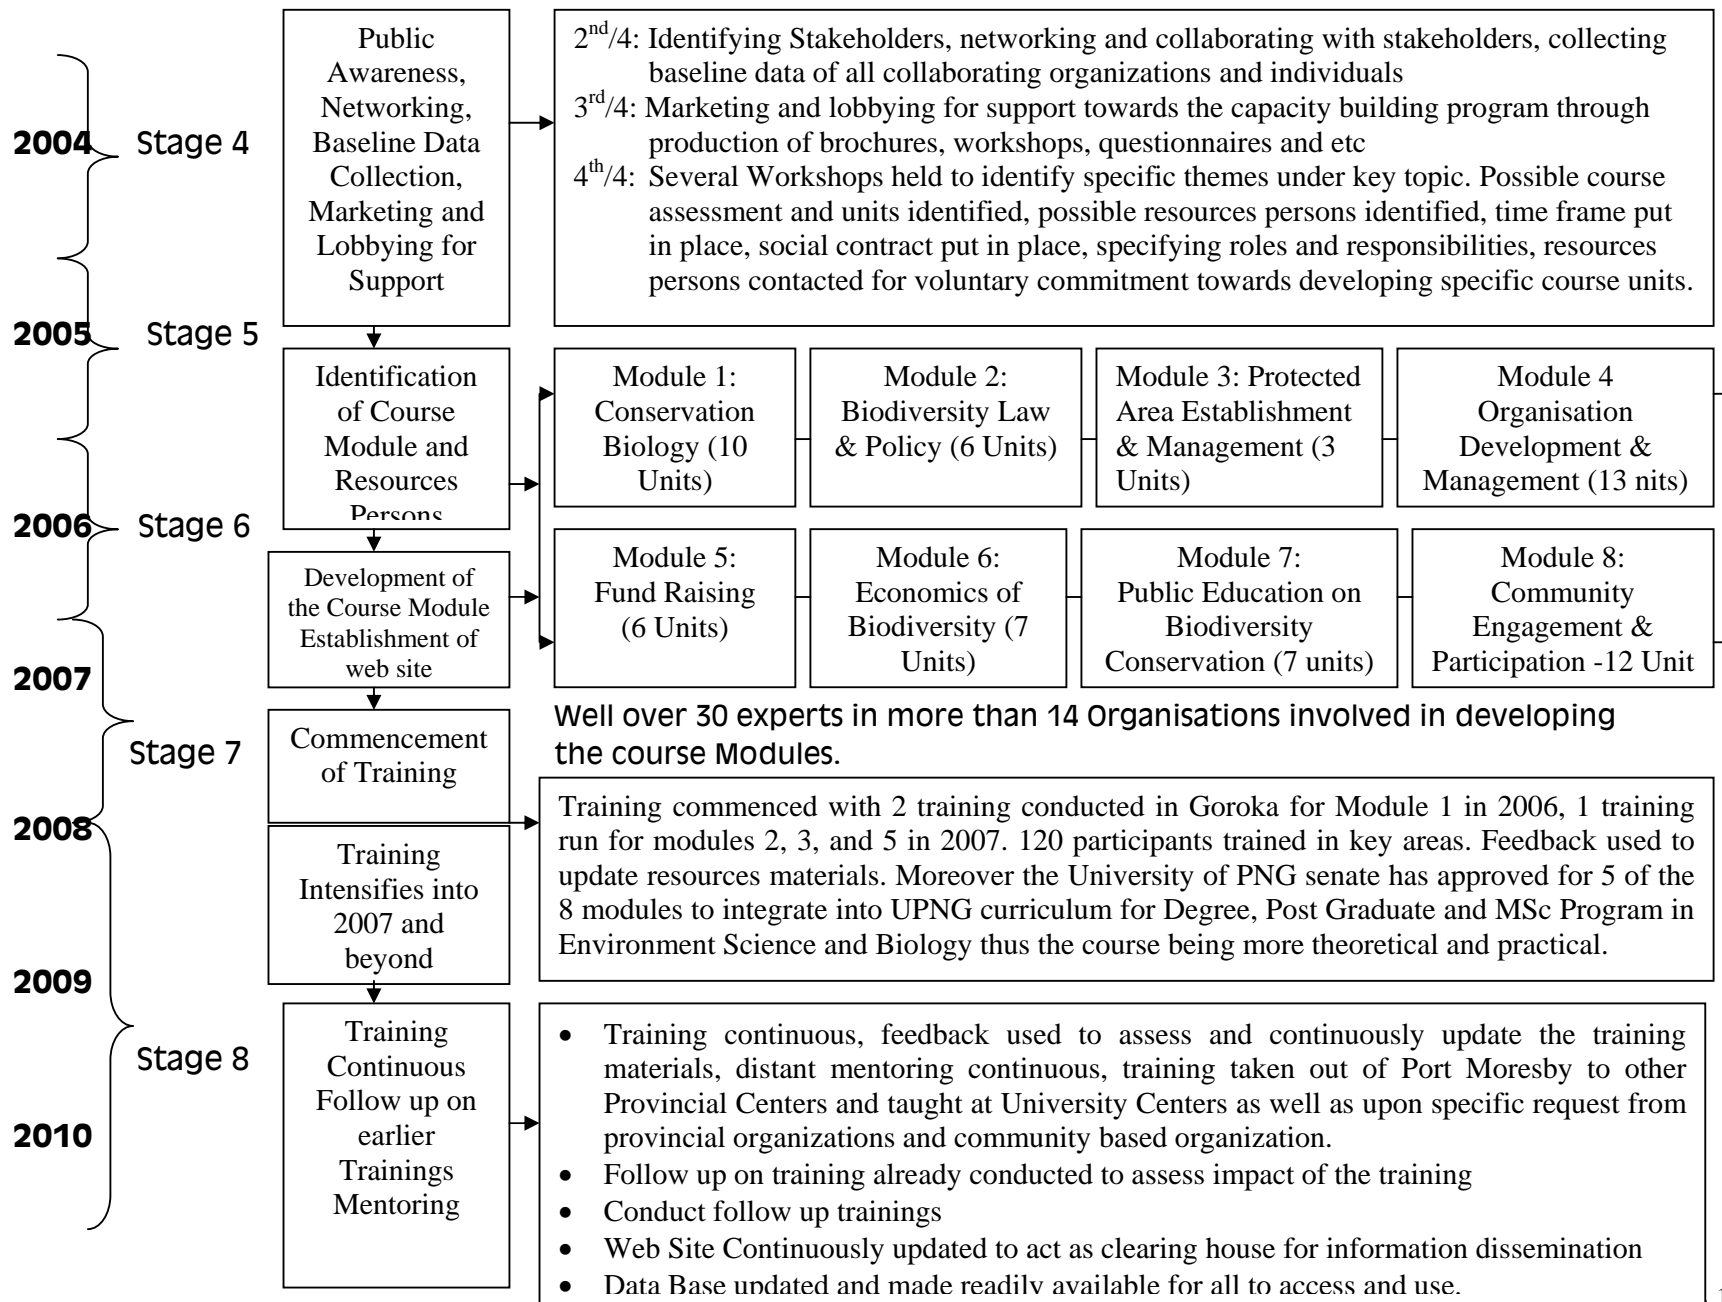 Public
Awareness,
Networking,
Baseline Data
Collection,
Marketing and
Lobbying for
Support
2nd/4: Identifying Stakeholders, networking and collaborating with stakeholders, collecting
baseline data of all collaborating organizations and individuals
3rd/4: Marketing and lobbying for support towards the capacity building program through
production of brochures, workshops, questionnaires and etc
4th/4: Several Workshops held to identify specific themes under key topic. Possible course
assessment and units identified, possible resources persons identified, time frame put
in place, social contract put in place, specifying roles and responsibilities, resources
persons contacted for voluntary commitment towards developing specific course units.
2004
Stage 4
2005
Stage 5
Identification
of Course
Module and
Resources
Persons
Module 1:
Conservation
Biology (10
Units)
Module 2:
Biodiversity Law
& Policy (6 Units)
Module 3: Protected
Area Establishment
& Management (3
Units)
Module 4
Organisation
Development &
Management (13 nits)
2006
Stage 6
Development of
the Course Module
Establishment of
web site
Module 5:
Fund Raising
(6 Units)
Module 6:
Economics of
Biodiversity (7
Units)
Module 7:
Public Education on
Biodiversity
Conservation (7 units)
Module 8:
Community
Engagement &
Participation -12 Unit
2007
Stage 7
Commencement
of Training
Well over 30 experts in more than 14 Organisations involved in developing
the course Modules.
2008
Training
Intensifies into
2007 and
beyond
Training commenced with 2 training conducted in Goroka for Module 1 in 2006, 1 training
run for modules 2, 3, and 5 in 2007. 120 participants trained in key areas. Feedback used to
update resources materials. Moreover the University of PNG senate has approved for 5 of the
8 modules to integrate into UPNG curriculum for Degree, Post Graduate and MSc Program in
Environment Science and Biology thus the course being more theoretical and practical.
2009
Stage 8
2010
Training
Continuous
Follow up on
earlier
Trainings
Mentoring
• Training continuous, feedback used to assess and continuously update the training
materials, distant mentoring continuous, training taken out of Port Moresby to other
Provincial Centers and taught at University Centers as well as upon specific request from
provincial organizations and community based organization.
• Follow up on training already conducted to assess impact of the training
• Conduct follow up trainings
• Web Site Continuously updated to act as clearing house for information dissemination
• Data Base updated and made readily available for all to access and use.